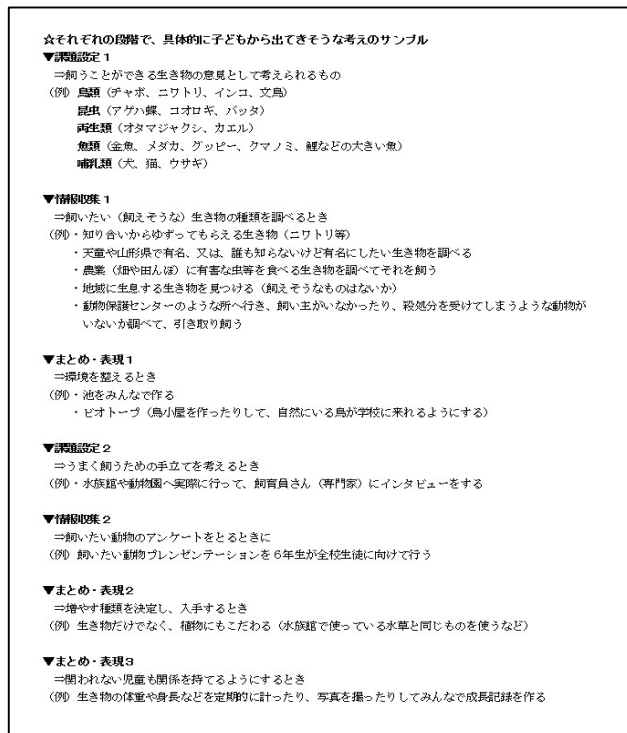 ☆それぞれの段階で、具体的に子どもから出てきそうな考えのサンプル
▼課題設定1
⇒飼うことができる生き物の意見として考えられるもの
(例) 鳥類(チャボ、ニワトリ、インコ、文鳥)
昆虫(アゲハ蝶、コオロギ、バッタ)
両生類(オタマジャクシ、カエル)
魚類(金魚、メダカ、グッピー、クマノミ、鯉などの大きい魚)
哺乳類(犬、猫、ウサギ)
▼情報収集1
⇒飼いたい(飼えそうな)生き物の種類を調べるとき
(例)・知り合いからゆずってもらえる生き物(ニワトリ等)
・天童や山形県で有名、又は、誰も知らないけど有名にしたい生き物を調べる
・農業(畑や田んぼ)に有害な虫等を食べる生き物を調べてそれを飼う
・地域に生息する生き物を見つける(飼えそうなものはないか)
・動物保護センターのような所へ行き、飼い主がいなかったり、殺処分を受けてしまうような動物が
いないか調べて、引き取り飼う
▼まとめ・表現1
⇒環境を整えるとき
(例)・池をみんなで作る
・ビオトープ(鳥小屋を作ったりして、自然にいる鳥が学校に来れるようにする)
▼課題設定2
⇒うまく飼うための手立てを考えるとき
(例)・水族館や動物園へ実際に行って、飼育員さん(専門家)にインタビューをする
▼情報収集2
⇒飼いたい動物のアンケートをとるときに
(例) 飼いたい動物プレンゼンテーションを6年生が全校生徒に向けて行う
▼まとめ・表現2
⇒増やす種類を決定し、入手するとき
(例) 生き物だけでなく、植物にもこだわる(水族館で使っている水草と同じものを使うなど)
▼まとめ・表現3
⇒関われない児童も関係を持てるようにするとき
(例) 生き物の体重や身長などを定期的に計ったり、写真を撮ったりしてみんなで成長記録を作る